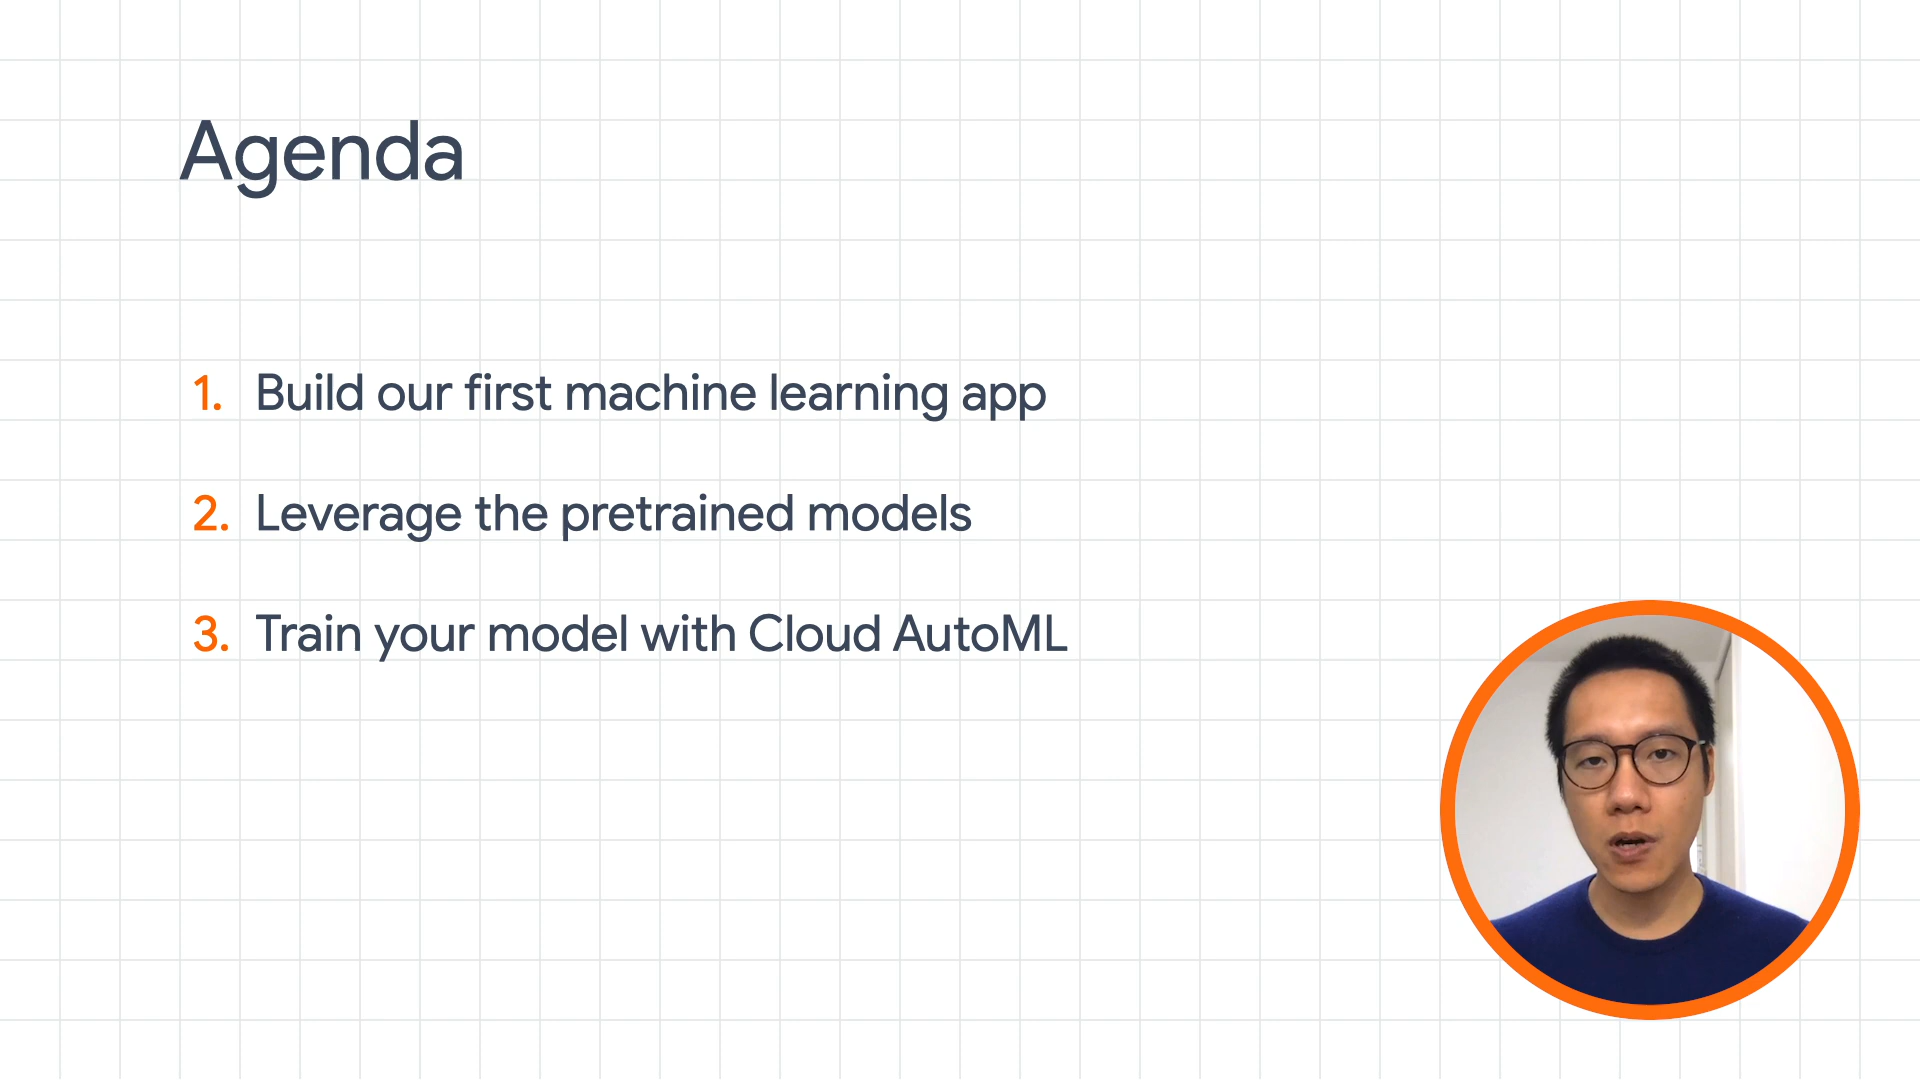 Agenda
1. Build our first machine learning app
2. Leverage the pretrained models
3. Train your model with Cloud AutoML